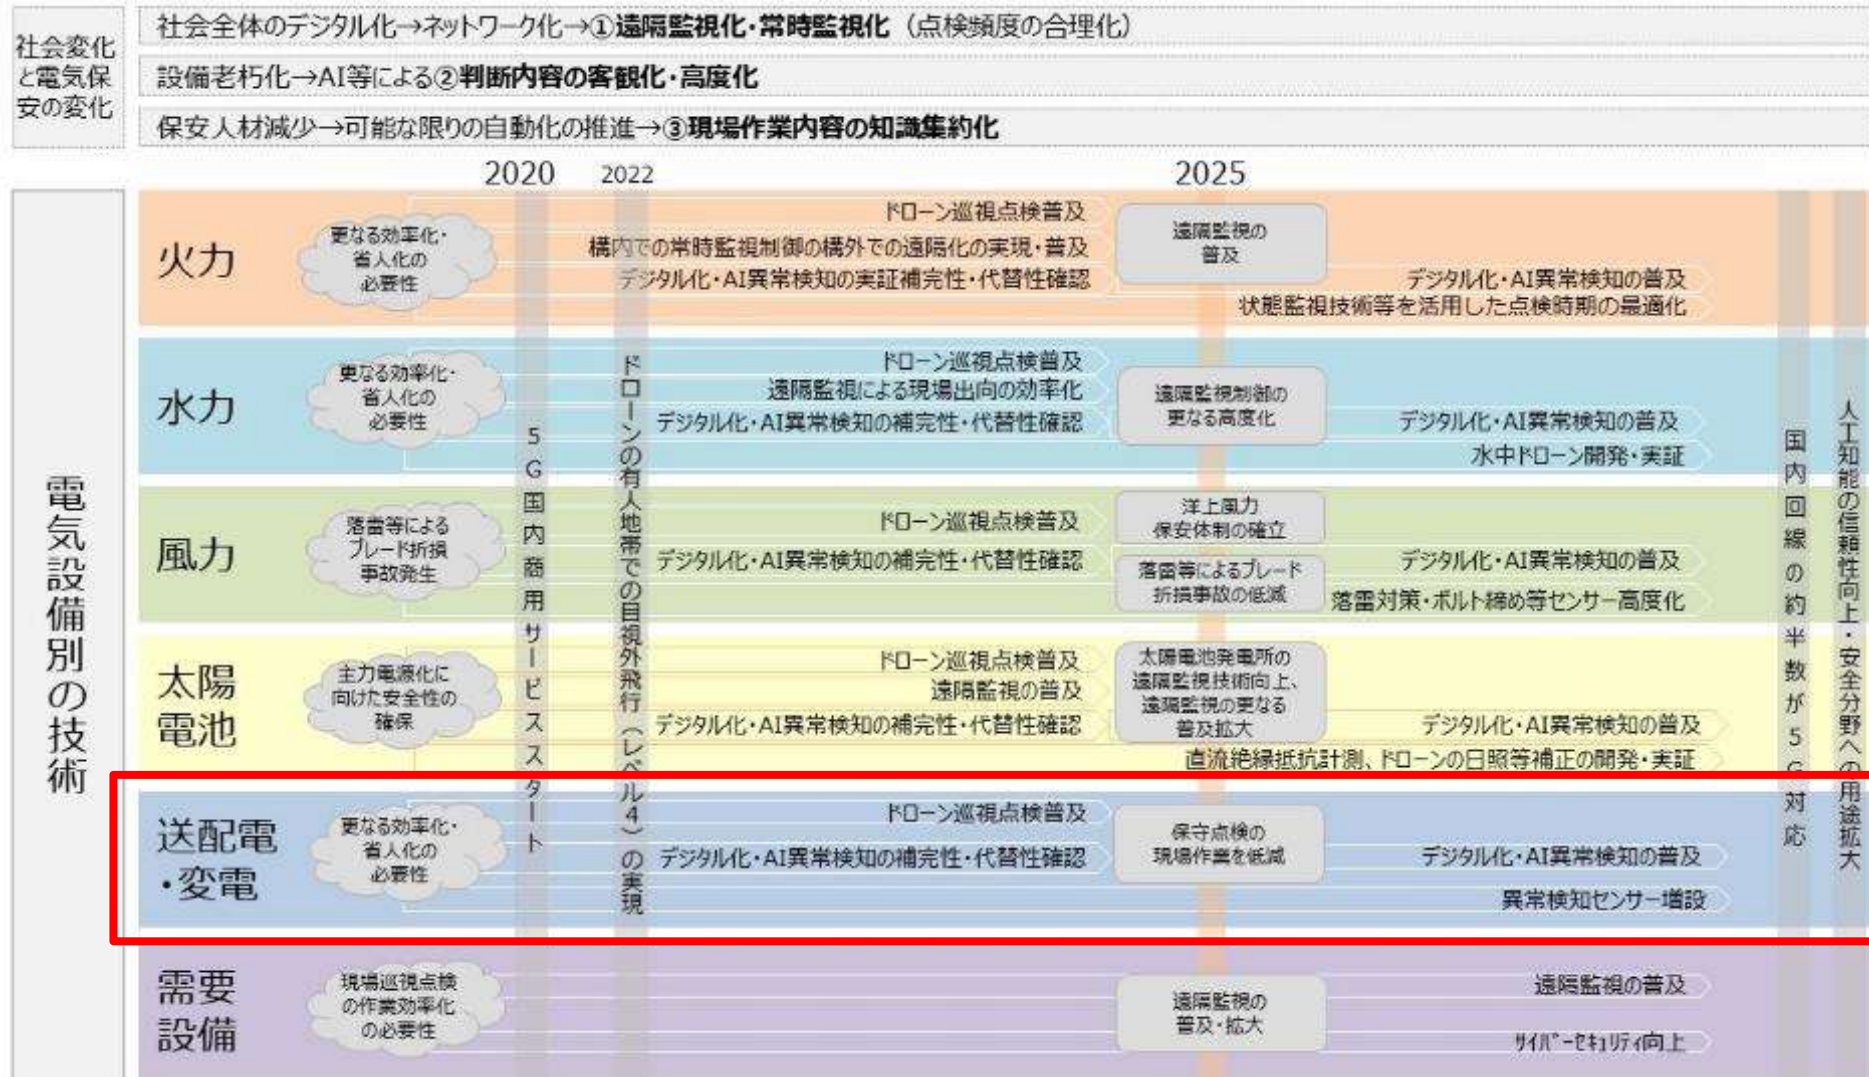 社会変化
と電気保
安の変化
社会全体のデジタル化→ネットワーク化→①遠隔監視化・常時監視化（点検頻度の合理化）
設備老朽化→AI等による②判断内容の客観化・高度化
保安人材減少→可能な限りの自動化の推進→③現場作業内容の知識集約化
2020
2022
2025
電気設備別の技術
火力
更なる効率化・
省人化の
必要性
ドローン巡視点検普及
構内での常時監視制御の構外での遠隔化の実現・普及
デジタル化・AI異常検知の実証補完性・代替性確認
遠隔監視の
普及
デジタル化・AI異常検知の普及
状態監視技術等を活用した点検時期の最適化
水力
更なる効率化・
省人化の
必要性
ドローン巡視点検普及
遠隔監視による現場出向の効率化
デジタル化・AI異常検知の補完性・代替性確認
遠隔監視制御の
更なる高度化
デジタル化・AI異常検知の普及
水中ドローン開発・実証
風力
落雷等による
ブレード折損
事故発生
ドローン巡視点検普及
デジタル化・AI異常検知の補完性・代替性確認
洋上風力
保安体制の確立
落雷等によるブレード
折損事故の低減
デジタル化・AI異常検知の普及
落雷対策・ボルト締め等センサー高度化
太陽
電池
主力電源化に
向けた安全性の
確保
ドローン巡視点検普及
遠隔監視の普及
デジタル化・AI異常検知の補完性・代替性確認
太陽電池発電所の
遠隔監視技術向上、
遠隔監視の更なる
普及拡大
デジタル化・AI異常検知の普及
直流絶縁抵抗計測、ドローンの日照等補正の開発・実証
送配電
・変電
更なる効率化・
省人化の
必要性
ドローン巡視点検普及
デジタル化・AI異常検知の補完性・代替性確認
保守点検の
現場作業を低減
デジタル化・AI異常検知の普及
異常検知センサー増設
需要
設備
現場巡視点検
の作業効率化
の必要性
遠隔監視の
普及・拡大
遠隔監視の普及
ｻｲﾊﾞｰｾｷｭﾘﾃｨ向上
5G国内商用サービススタート
ドローンの有人地帯での目視外飛行（レベル4）の実現
国内回線の約半数が5G対応
人工知能の信頼性向上・安全分野への用途拡大